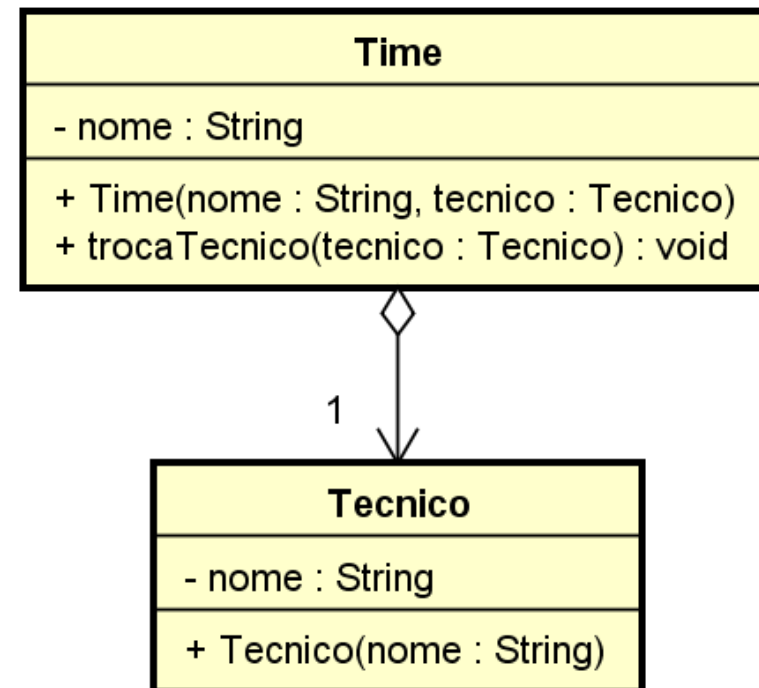 Time
- nome : String
+ Time(nome : String, tecnico : Tecnico)
+ trocaTecnico(tecnico : Tecnico) : void
1
Tecnico
- nome : String
+ Tecnico(nome : String)